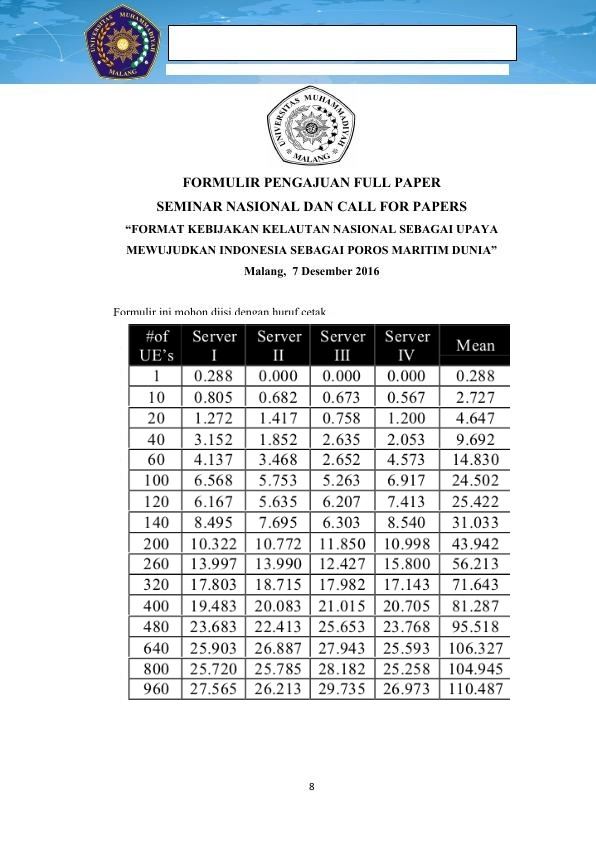 UNIVERSITAS MUHAMMADIYAH
MALANG
UNIVERSITAS MUHAMMADIYAH
MALANG
FORMULIR PENGAJUAN FULL PAPER
SEMINAR NASIONAL DAN CALL FOR PAPERS
“FORMAT KEBIJAKAN KELAUTAN NASIONAL SEBAGAI UPAYA
MEWUJUDKAN INDONESIA SEBAGAI POROS MARITIM DUNIA”
Malang, 7 Desember 2016
Formulir ini mohon diisi dengan huruf cetak
#of UE’s Server I Server II Server III Server IV Mean
1 0.288 0.000 0.000 0.000 0.288
10 0.805 0.682 0.673 0.567 2.727
20 1.272 1.417 0.758 1.200 4.647
40 3.152 1.852 2.635 2.053 9.692
60 4.137 3.468 2.652 4.573 14.830
100 6.568 5.753 5.263 6.917 24.502
120 6.167 5.635 6.207 7.413 25.422
140 8.495 7.695 6.303 8.540 31.033
200 10.322 10.772 11.850 10.998 43.942
260 13.997 13.990 12.427 15.800 56.213
320 17.803 18.715 17.982 17.143 71.643
400 19.483 20.083 21.015 20.705 81.287
480 23.683 22.413 25.653 23.768 95.518
640 25.903 26.887 27.943 25.593 106.327
800 25.720 25.785 28.182 25.258 104.945
960 27.565 26.213 29.735 26.973 110.487
8